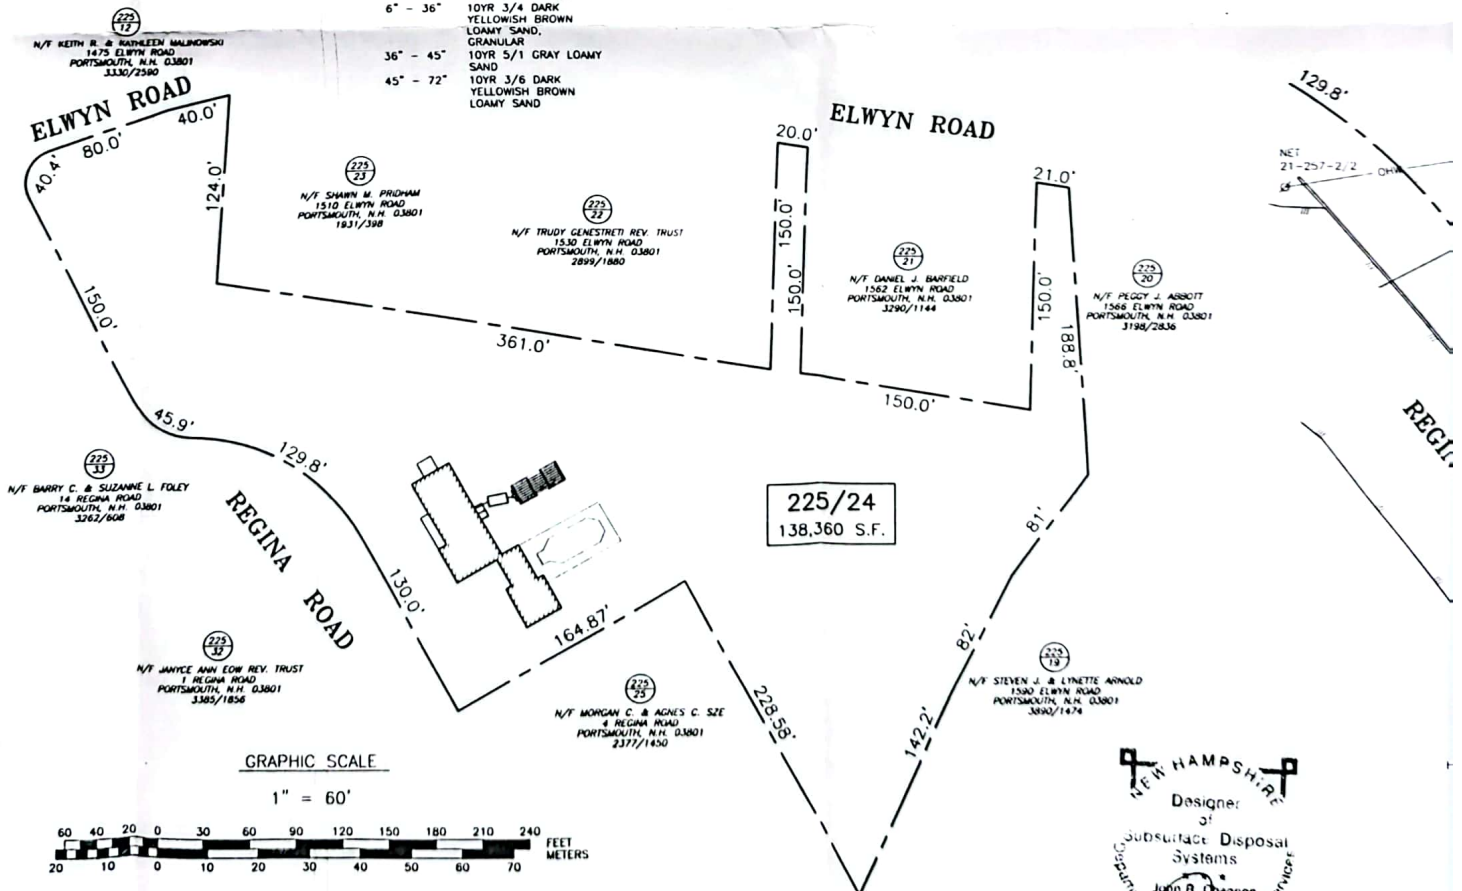 6" - 36" 10YR 3/4 DARK
YELLOWISH BROWN
LOAMY SAND,
GRANULAR
36" - 45" 10YR 5/1 GRAY LOAMY
SAND
45" - 72" 10YR 3/6 DARK
YELLOWISH BROWN
LOAMY SAND
225
12
N/F KEITH R. & KATHLEEN MALINOWSKI
1475 ELWYN ROAD
PORTSMOUTH, N.H. 03801
3330/2590
ELWYN ROAD
40.0'
80.0'
40.4'
124.0'
225
23
N/F SHAWN M. PRIDHAM
1510 ELWYN ROAD
PORTSMOUTH, N.H. 03801
1931/398
225
22
N/F TRUDY GENESTRETI REV. TRUST
1530 ELWYN ROAD
PORTSMOUTH, N.H. 03801
2899/1880
ELWYN ROAD
20.0'
150.0'
150.0'
225
21
N/F DANIEL J. BARFIELD
1562 ELWYN ROAD
PORTSMOUTH, N.H. 03801
3290/1144
21.0'
150.0'
188.8'
225
20
N/F PEGGY J. ABBOTT
1566 ELWYN ROAD
PORTSMOUTH, N.H. 03801
3198/2836
129.8'
NET
21-257-2/2
OHW
REGIN
150.0'
361.0'
150.0'
45.9'
129.8'
225
33
N/F BARRY C. & SUZANNE L. FOLEY
14 REGINA ROAD
PORTSMOUTH, N.H. 03801
3262/608
REGINA ROAD
225/24
138,360 S.F.
81'
130.0'
164.87'
82'
225
32
N/F JANYCE ANN EOW REV. TRUST
1 REGINA ROAD
PORTSMOUTH, N.H. 03801
3385/1856
225
25
N/F MORGAN C. & AGNES C. SZE
4 REGINA ROAD
PORTSMOUTH, N.H. 03801
2377/1450
228.58'
142.2'
225
19
N/F STEVEN J. & LYNETTE ARNOLD
1590 ELWYN ROAD
PORTSMOUTH, N.H. 03801
3890/1474
GRAPHIC SCALE
1" = 60'
60 40 20 0 30 60 90 120 150 180 210 240 FEET
20 10 0 10 20 30 40 50 60 70 METERS
NEW HAMPSHIRE
Designer
of
Subsurface Disposal
Systems
John R.